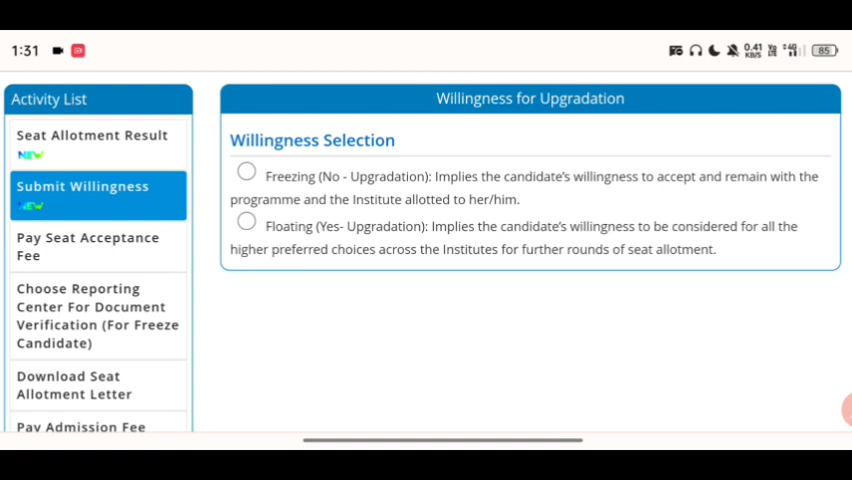 1:31
0.41 KB/S
4G
85
Activity List
Willingness for Upgradation
Seat Allotment Result
NEW
Submit Willingness
NEW
Pay Seat Acceptance
Fee
Choose Reporting
Center For Document
Verification (For Freeze
Candidate)
Download Seat
Allotment Letter
Pay Admission Fee
Willingness Selection
Freezing (No - Upgradation): Implies the candidate's willingness to accept and remain with the
programme and the Institute allotted to her/him.
Floating (Yes- Upgradation): Implies the candidate's willingness to be considered for all the
higher preferred choices across the Institutes for further rounds of seat allotment.